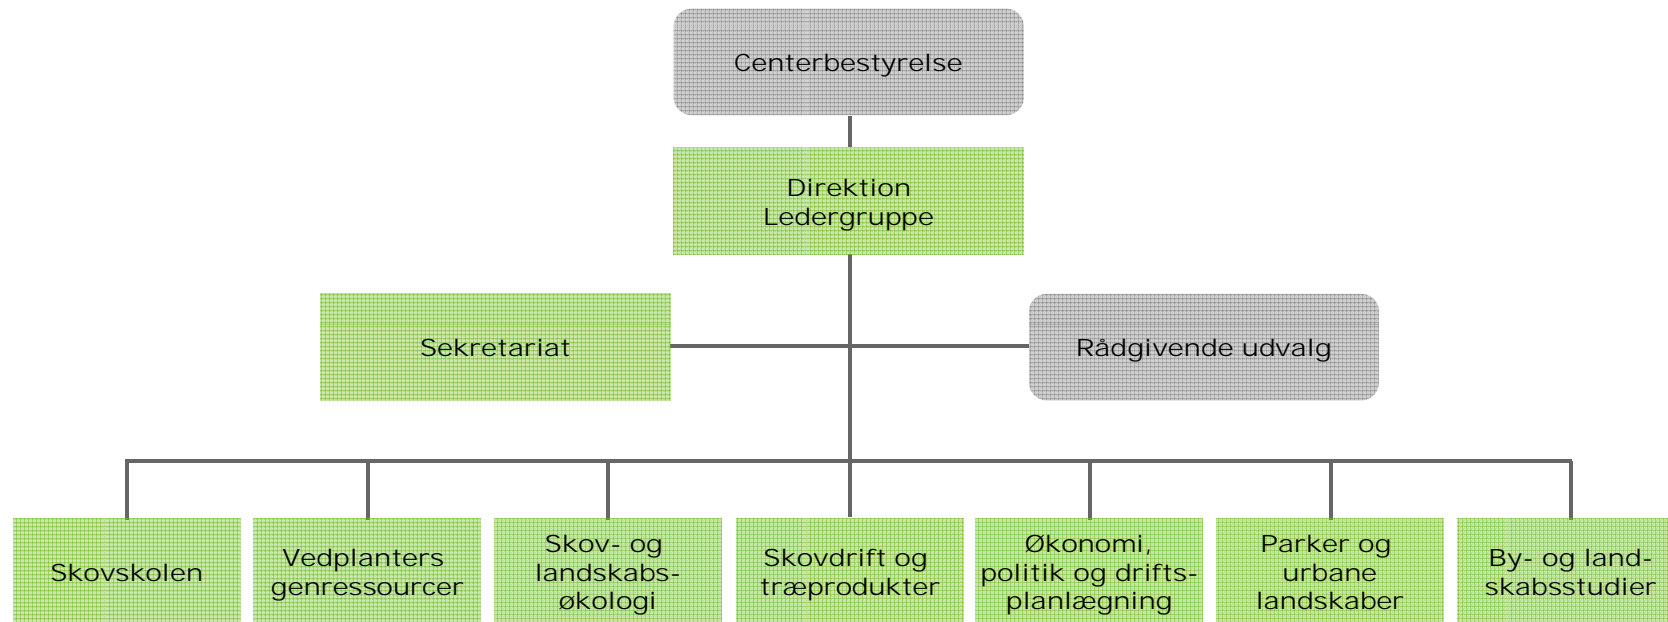 Centerbestyrelse
Direktion
Ledergruppe
Sekretariat
Rådgivende udvalg
Skovskolen
Vedplanters
genressourcer
Skov- og
landskabs-
økologi
Skovdrift og
træprodukter
Økonomi,
politik og drifts-
planlægning
Parker og
urbane
landskaber
By- og land-
skabsstudier